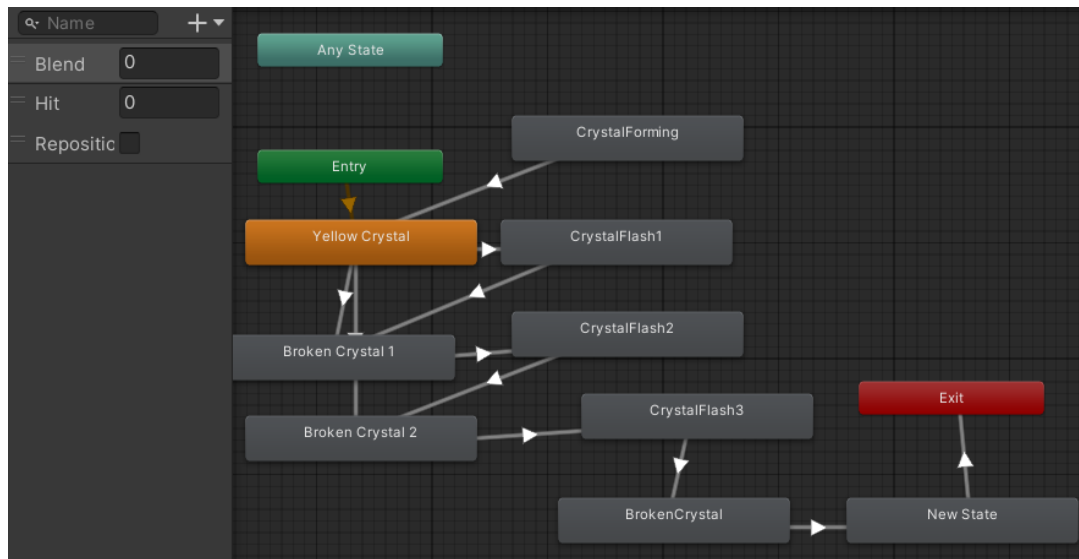 Name
Blend 0
Hit 0
Repositic
Any State
CrystalForming
Entry
Yellow Crystal
CrystalFlash1
CrystalFlash2
Broken Crystal 1
Exit
CrystalFlash3
Broken Crystal 2
BrokenCrystal
New State